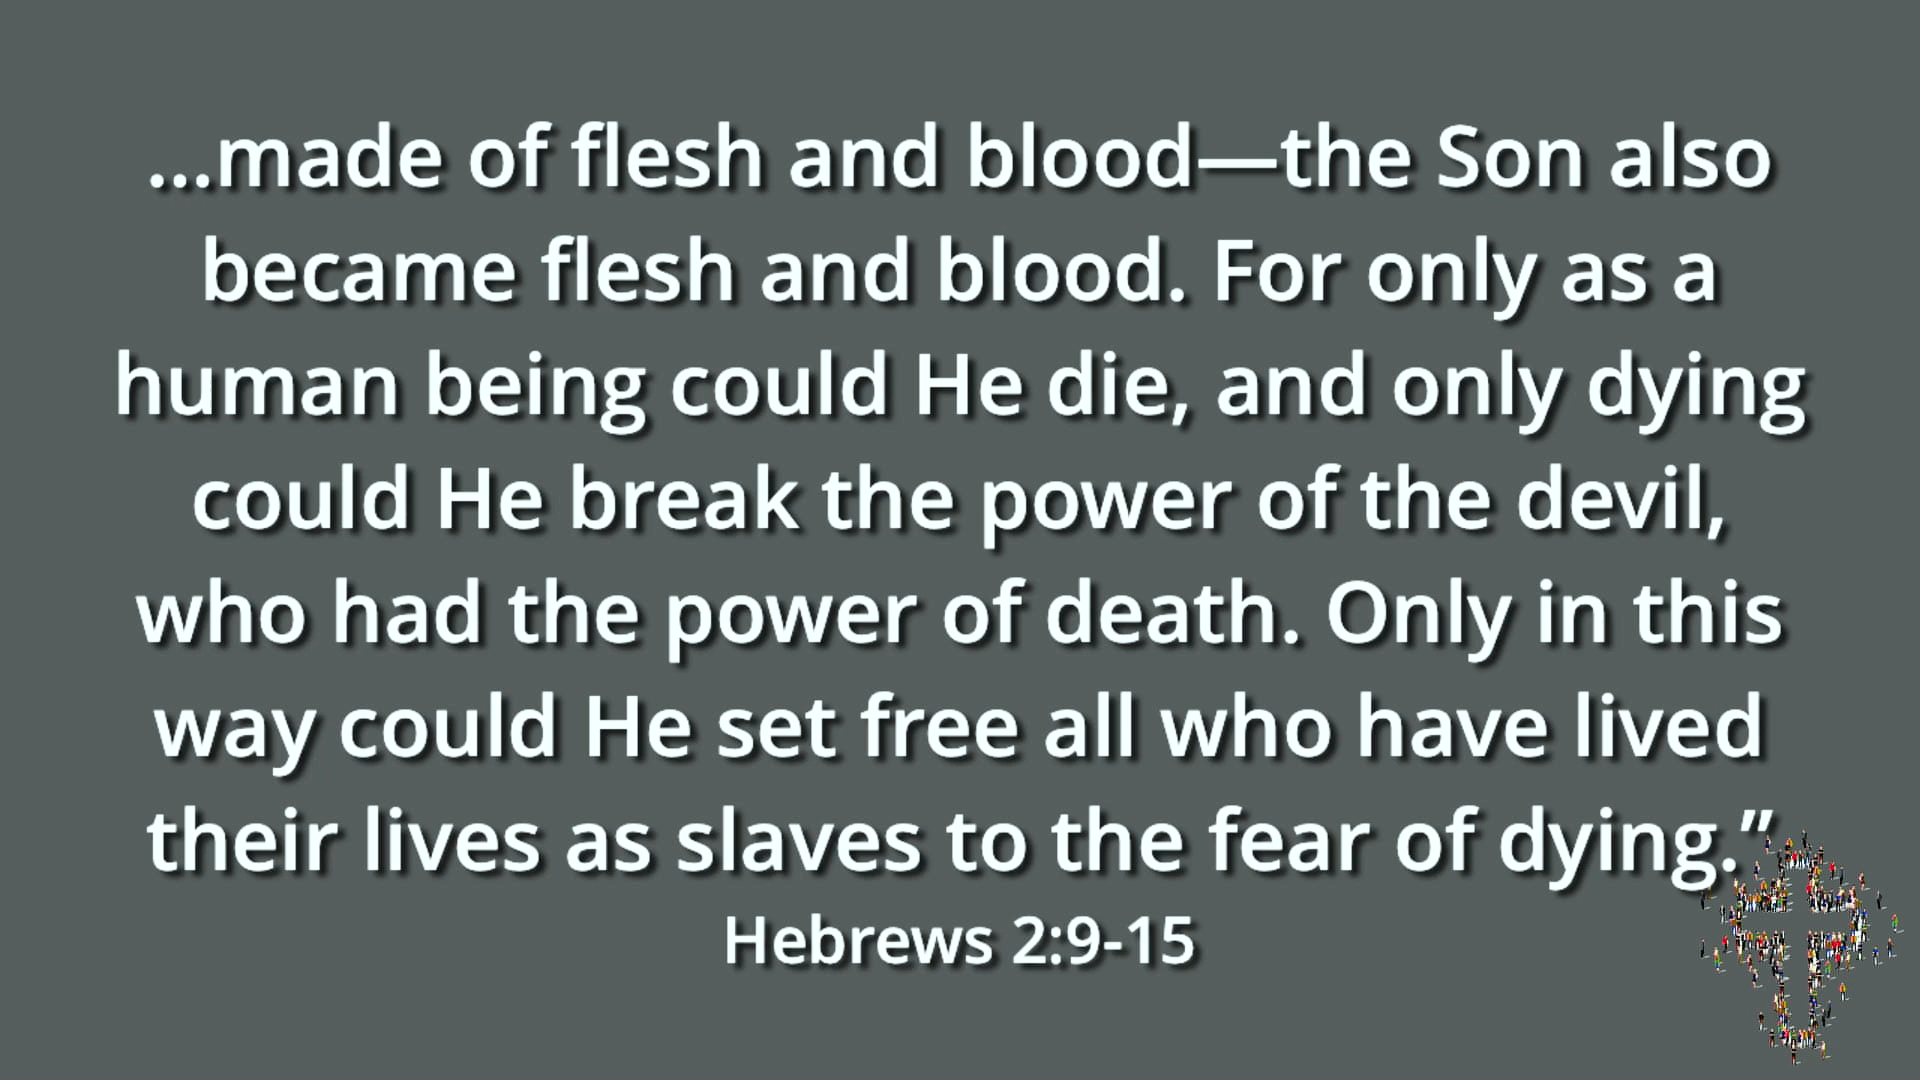 ...made of flesh and blood—the Son also
became flesh and blood. For only as a
human being could He die, and only dying
could He break the power of the devil,
who had the power of death. Only in this
way could He set free all who have lived
their lives as slaves to the fear of dying.”
Hebrews 2:9-15